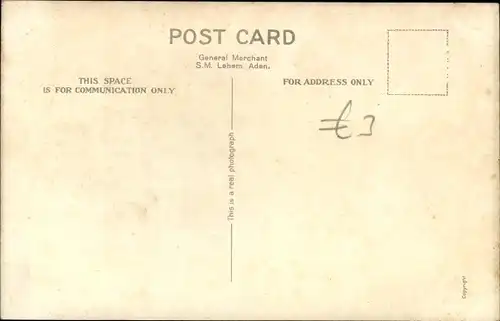 POST CARD
General Merchant
S.M. Lehem. Aden.
THIS SPACE
IS FOR COMMUNICATION ONLY
FOR ADDRESS ONLY
£3
This is a real photograph
Copyright